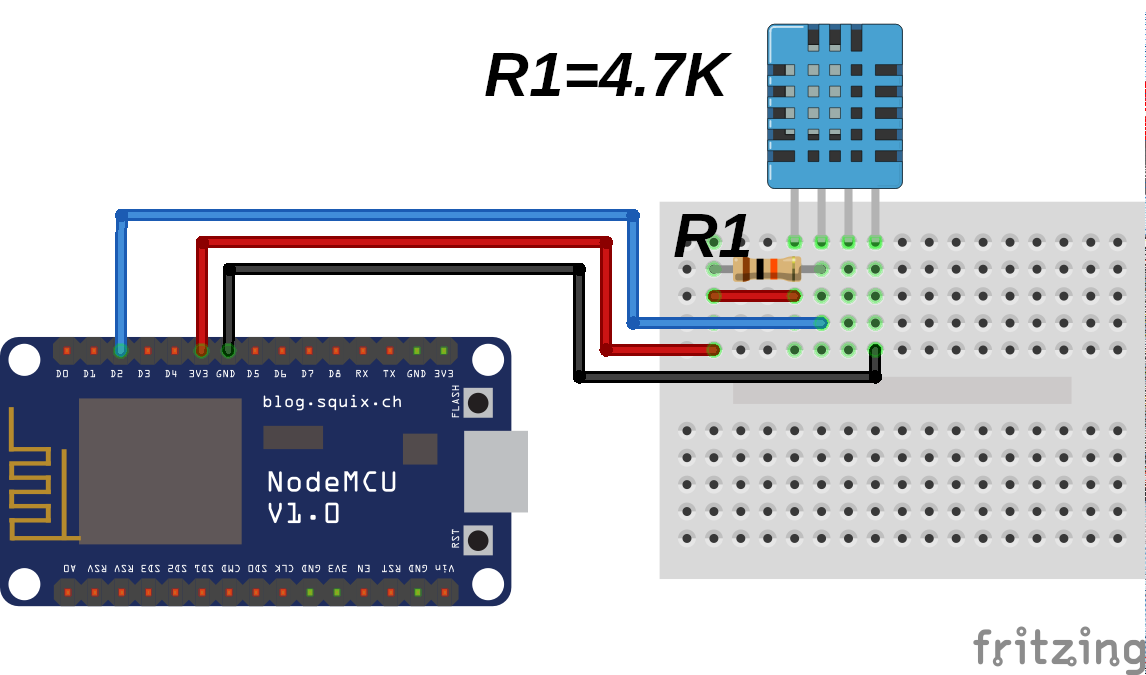 R1=4.7K
R1
D0 D1 D2 D3 D4 3V3 GND D5 D6 D7 D8 RX TX GND 3V3
blog.squix.ch
FLASH
NodeMCU
V1.0
RST
A0 RSV RSV SD3 SD2 SD1 CMD SD0 CLK GND 3V3 EN RST GND Vin
fritzing